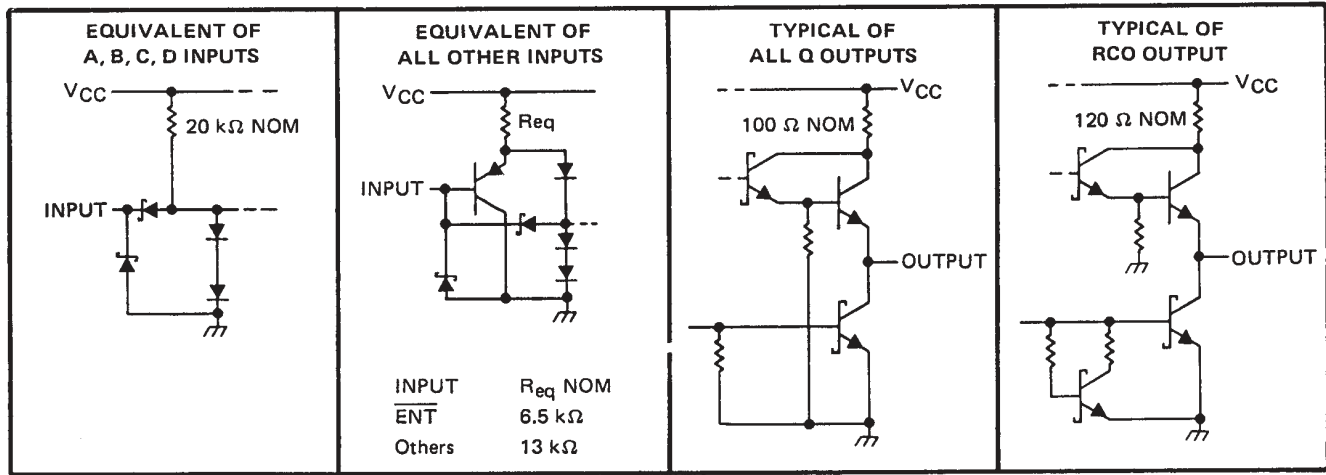 EQUIVALENT OF
A, B, C, D INPUTS
VCC
20 kΩ NOM
INPUT
EQUIVALENT OF
ALL OTHER INPUTS
VCC
Req
INPUT
INPUT Req NOM
ENT 6.5 kΩ
Others 13 kΩ
TYPICAL OF
ALL Q OUTPUTS
VCC
100 Ω NOM
OUTPUT
TYPICAL OF
RCO OUTPUT
VCC
120 Ω NOM
OUTPUT